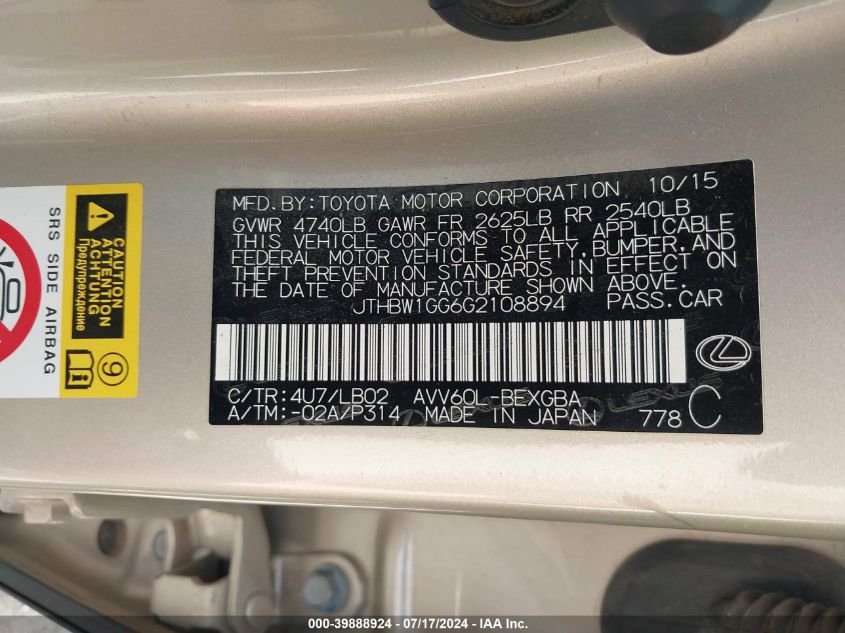 SRS SIDE AIRBAG
CAUTION
ATTENTION
ACHTUNG
Предупреждение
9
MFD.BY:TOYOTA MOTOR CORPORATION 10/15
GVWR 4740LB GAWR FR 2625LB RR 2540LB
THIS VEHICLE CONFORMS TO ALL APPLICABLE
FEDERAL MOTOR VEHICLE SAFETY,BUMPER,AND
THEFT PREVENTION STANDARDS IN EFFECT ON
THE DATE OF MANUFACTURE SHOWN ABOVE.
JTHBW1GG6G2108894 PASS.CAR
C/TR:4U7/LB02 AVV60L-BEXGBA
A/TM:-02A/P314 MADE IN JAPAN 778 C
000-39888924 / 07/17/2024 - IAA Inc.